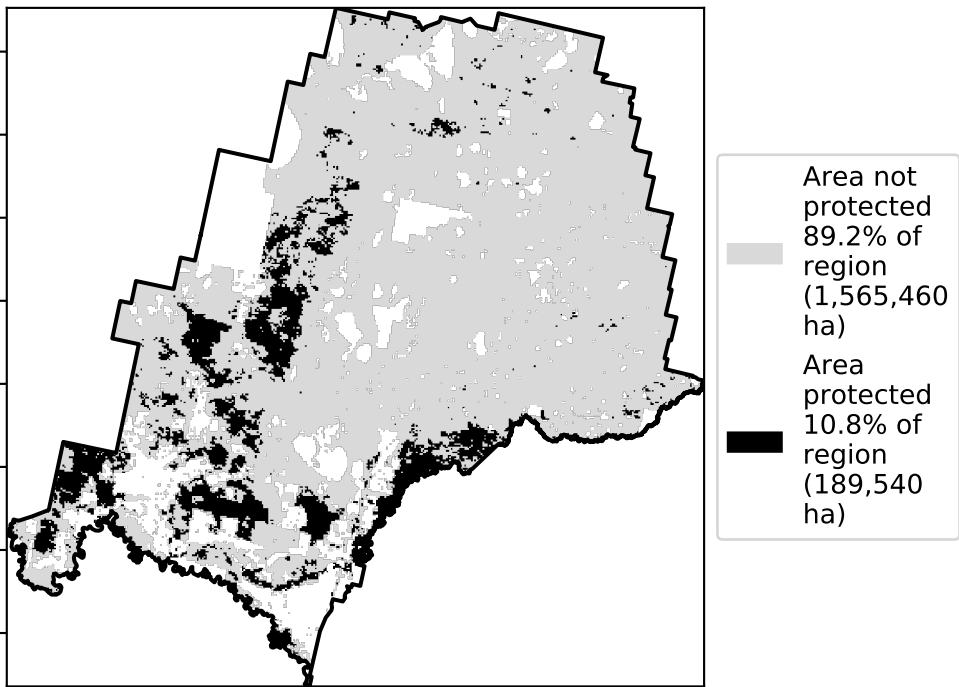 Area not
protected
89.2% of
region
(1,565,460
ha)
Area
protected
10.8% of
region
(189,540
ha)